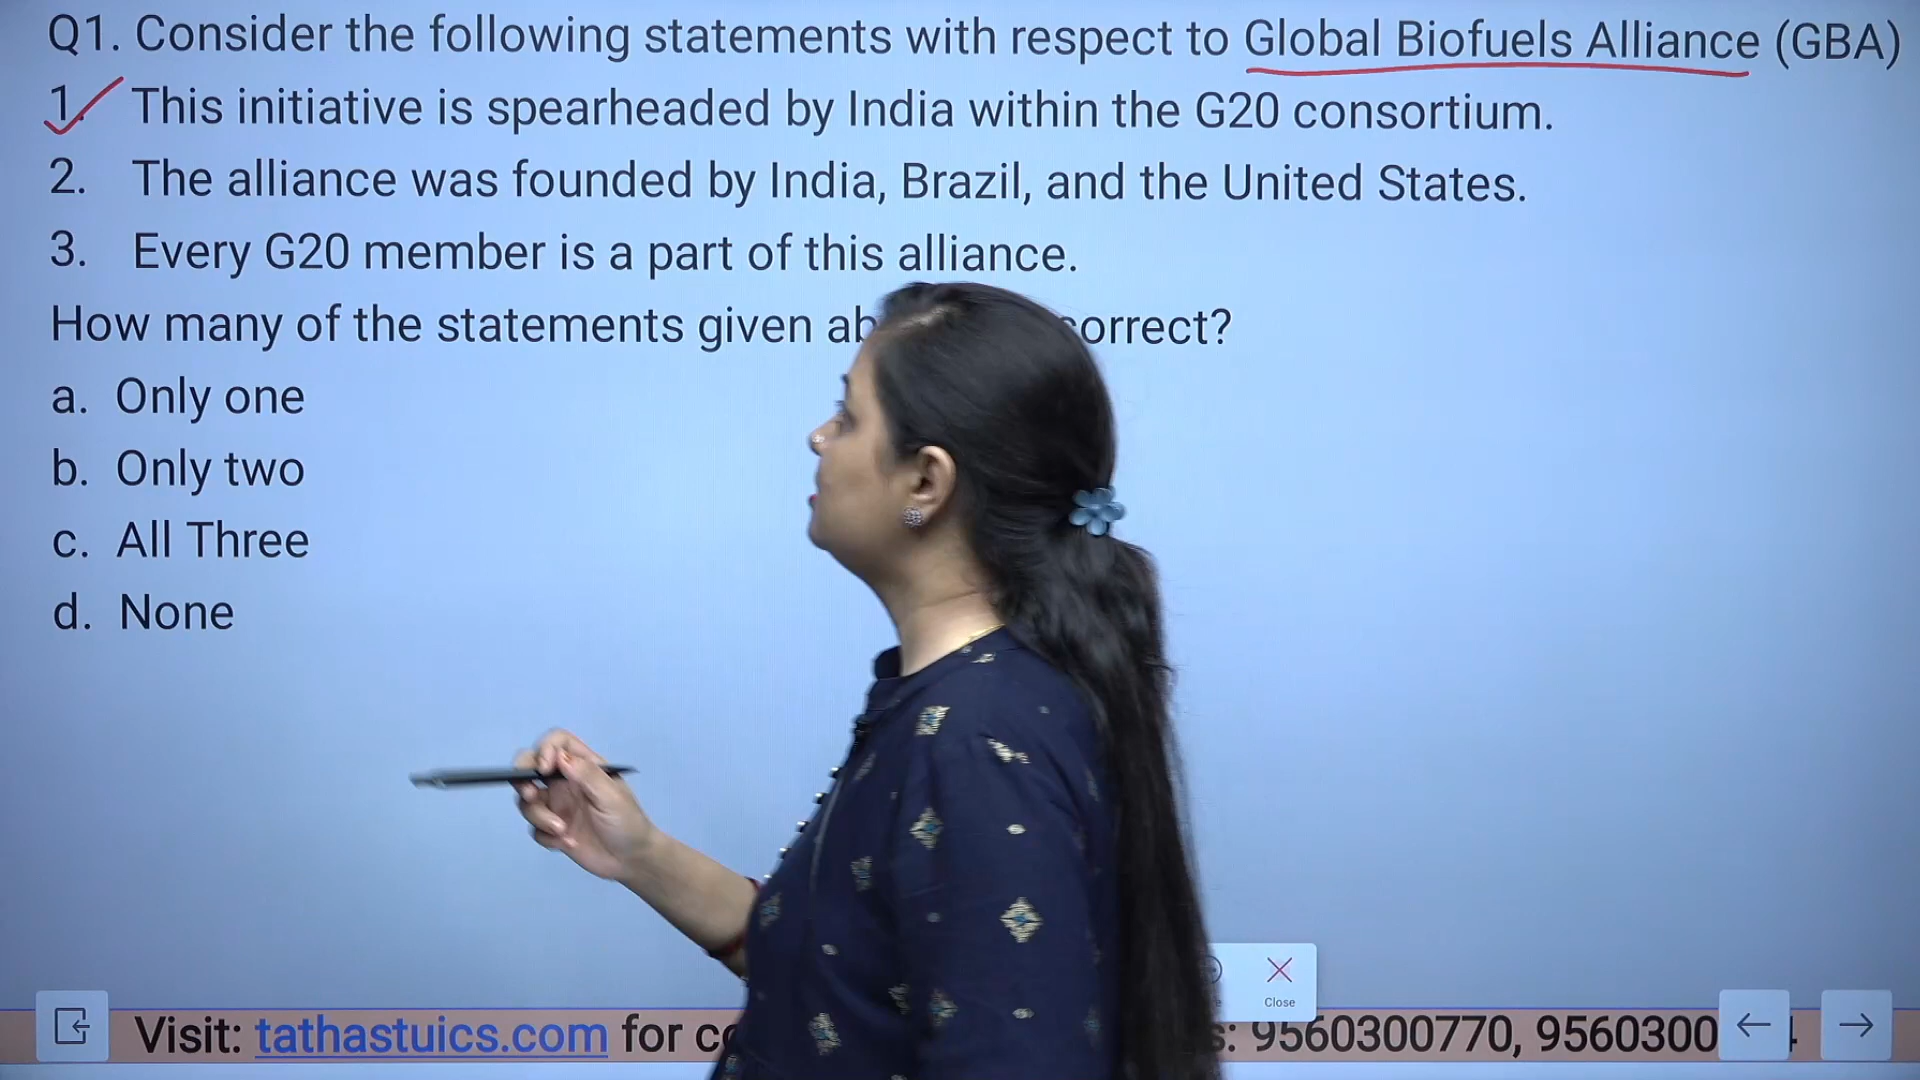 Q1. Consider the following statements with respect to Global Biofuels Alliance (GBA)
1. This initiative is spearheaded by India within the G20 consortium.
2. The alliance was founded by India, Brazil, and the United States.
3. Every G20 member is a part of this alliance.
How many of the statements given ab orrect?
a. Only one
b. Only two
c. All Three
d. None
Close
Visit: tathastuics.com for s: 9560300770, 9560300